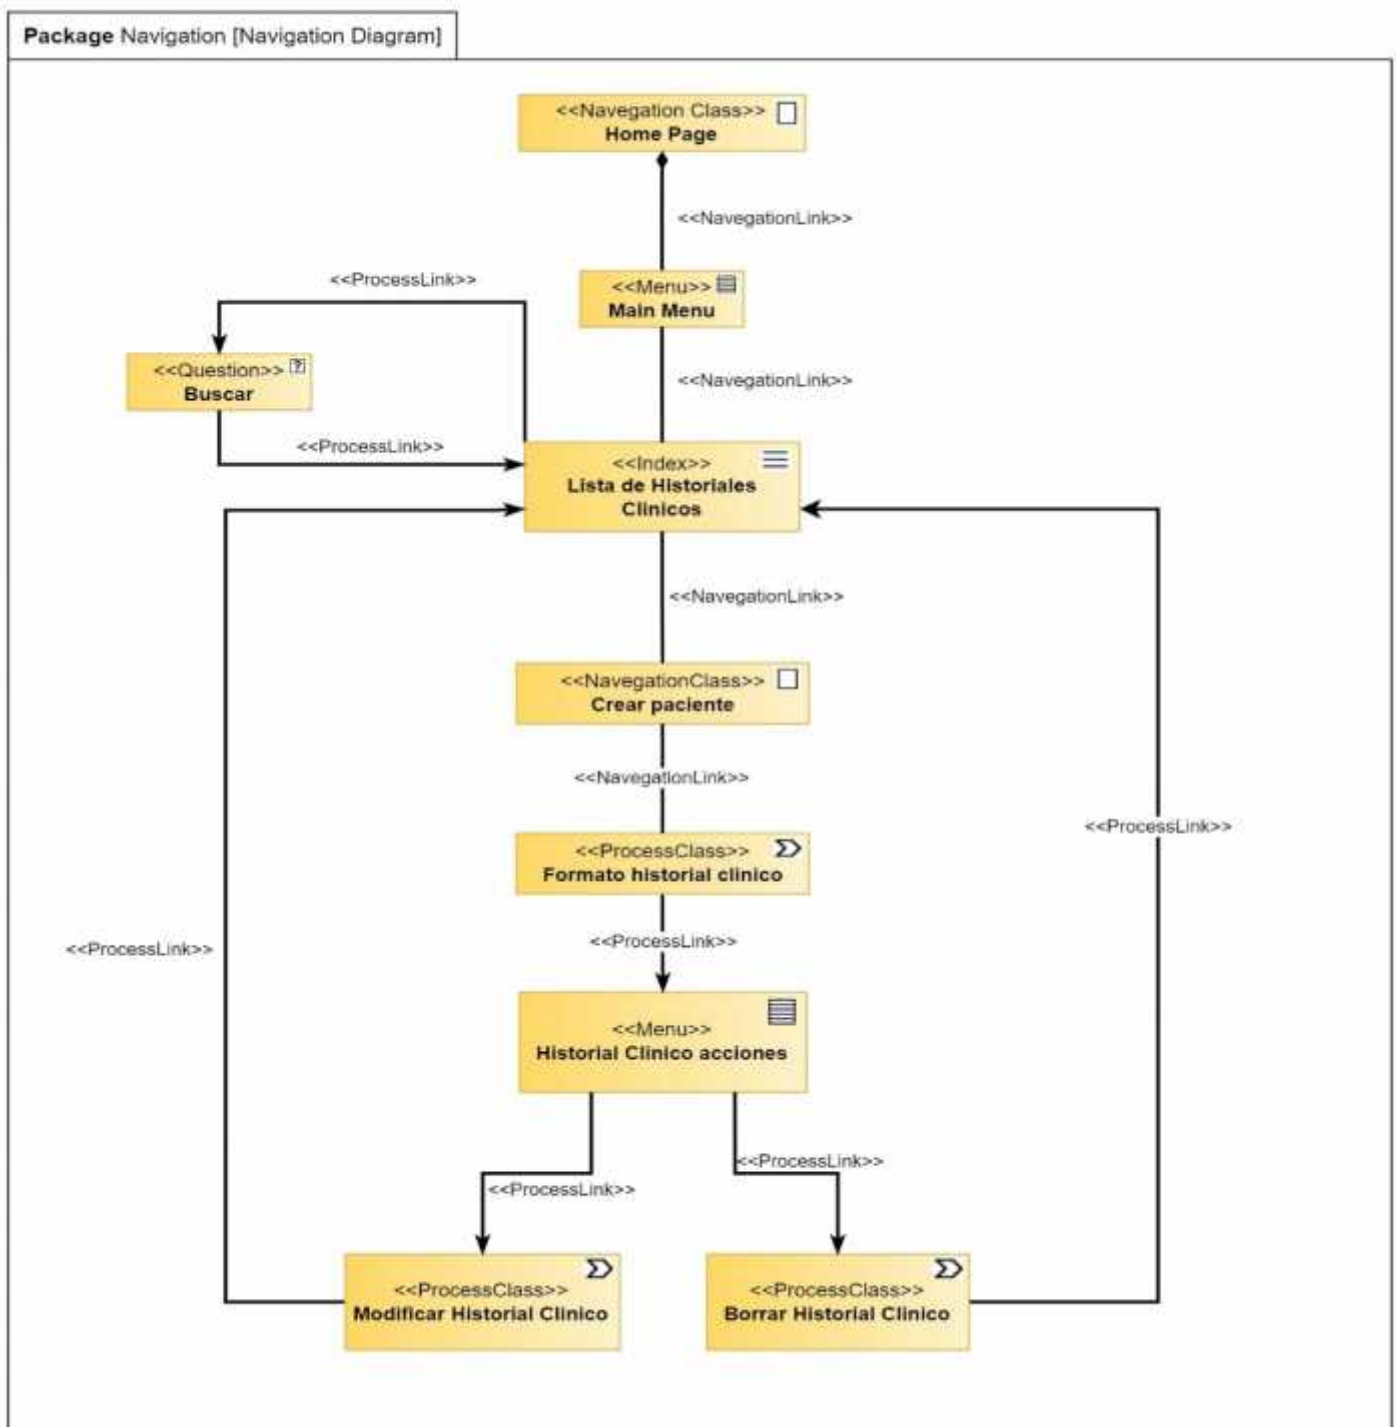 Package Navigation [Navigation Diagram]
<<Navegation Class>>
Home Page
<<NavegationLink>>
<<ProcessLink>>
<<Menu>>
Main Menu
<<Question>>
Buscar
<<NavegationLink>>
<<ProcessLink>>
<<Index>>
Lista de Historiales
Clinicos
<<NavegationLink>>
<<NavegationClass>>
Crear paciente
<<NavegationLink>>
<<ProcessLink>>
<<ProcessClass>>
Formato historial clinico
<<ProcessLink>>
<<ProcessLink>>
<<Menu>>
Historial Clinico acciones
<<ProcessLink>>
<<ProcessLink>>
<<ProcessClass>>
Modificar Historial Clinico
<<ProcessClass>>
Borrar Historial Clinico